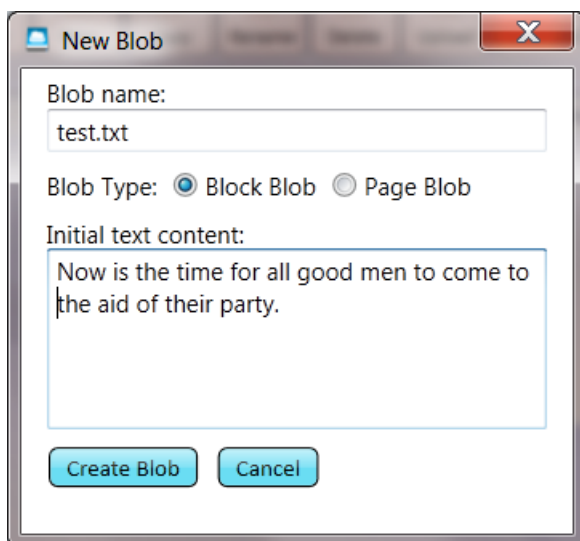 New Blob
X
Blob name:
test.txt
Blob Type: Block Blob Page Blob
Initial text content:
Now is the time for all good men to come to
the aid of their party.
Create Blob Cancel